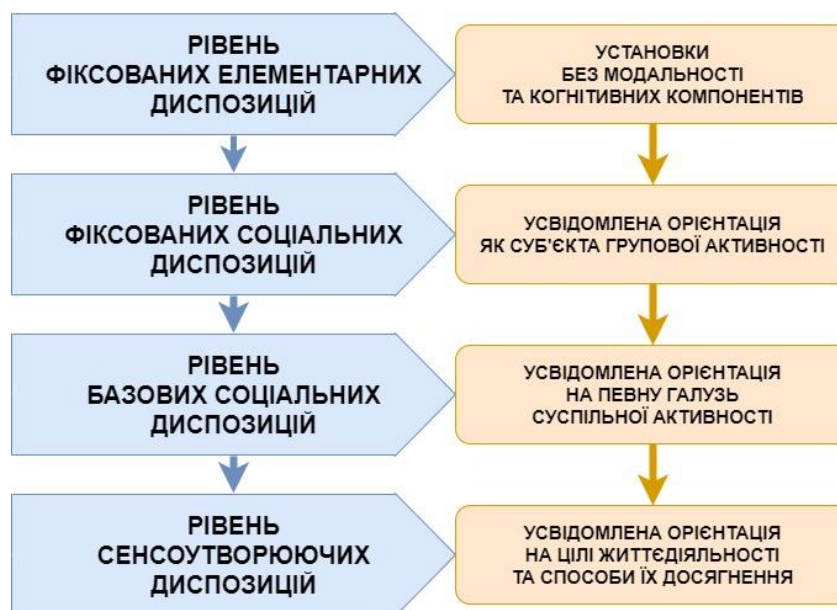 РІВЕНЬ
ФІКСОВАНИХ ЕЛЕМЕНТАРНИХ
ДИСПОЗИЦІЙ
УСТАНОВКИ
БЕЗ МОДАЛЬНОСТІ
ТА КОГНІТИВНИХ КОМПОНЕНТІВ
РІВЕНЬ
ФІКСОВАНИХ СОЦІАЛЬНИХ
ДИСПОЗИЦІЙ
УСВІДОМЛЕНА ОРІЄНТАЦІЯ
ЯК СУБ'ЄКТА ГРУПОВОЇ АКТИВНОСТІ
РІВЕНЬ
БАЗОВИХ СОЦІАЛЬНИХ
ДИСПОЗИЦІЙ
УСВІДОМЛЕНА ОРІЄНТАЦІЯ
НА ПЕВНУ ГАЛУЗЬ
СУСПІЛЬНОЇ АКТИВНОСТІ
РІВЕНЬ
СЕНСОУТВОРЮЮЧИХ
ДИСПОЗИЦІЙ
УСВІДОМЛЕНА ОРІЄНТАЦІЯ
НА ЦІЛІ ЖИТТЄДІЯЛЬНОСТІ
ТА СПОСОБИ ЇХ ДОСЯГНЕННЯ